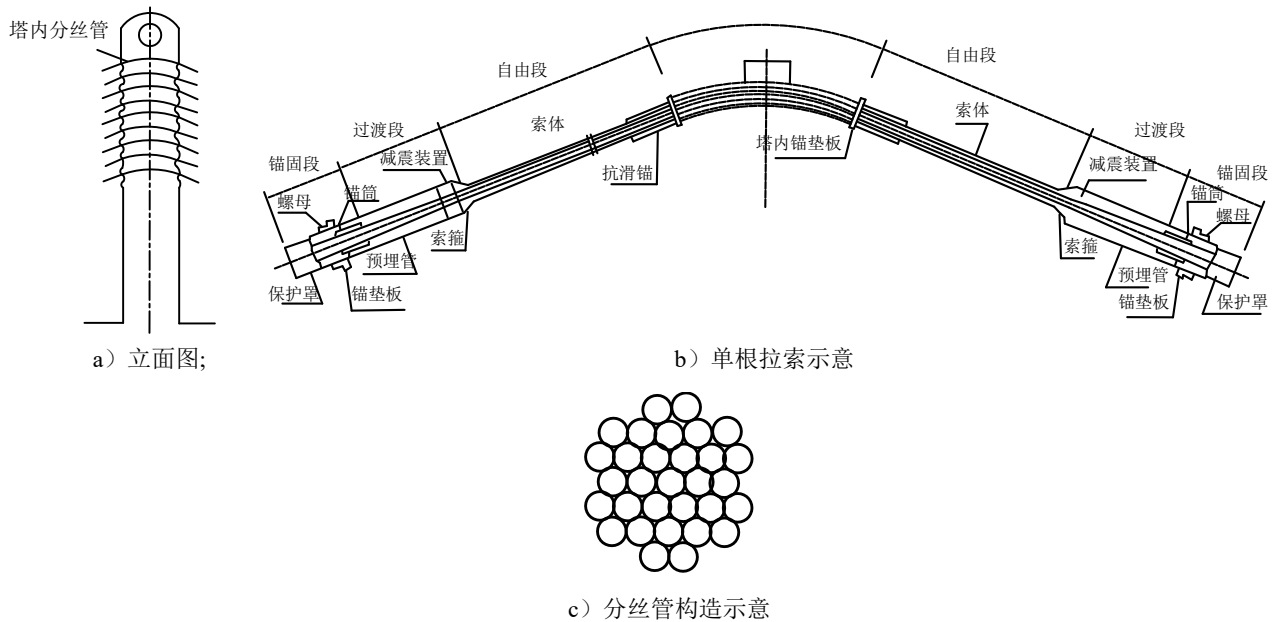 塔内分丝管
a）立面图;
自由段
自由段
过渡段
索体
索体
过渡段
锚固段
减震装置
抗滑锚
塔内锚垫板
减震装置
锚固段
螺母
锚筒
锚筒
螺母
索箍
索箍
预埋管
预埋管
保护罩
锚垫板
锚垫板
保护罩
b）单根拉索示意
c）分丝管构造示意